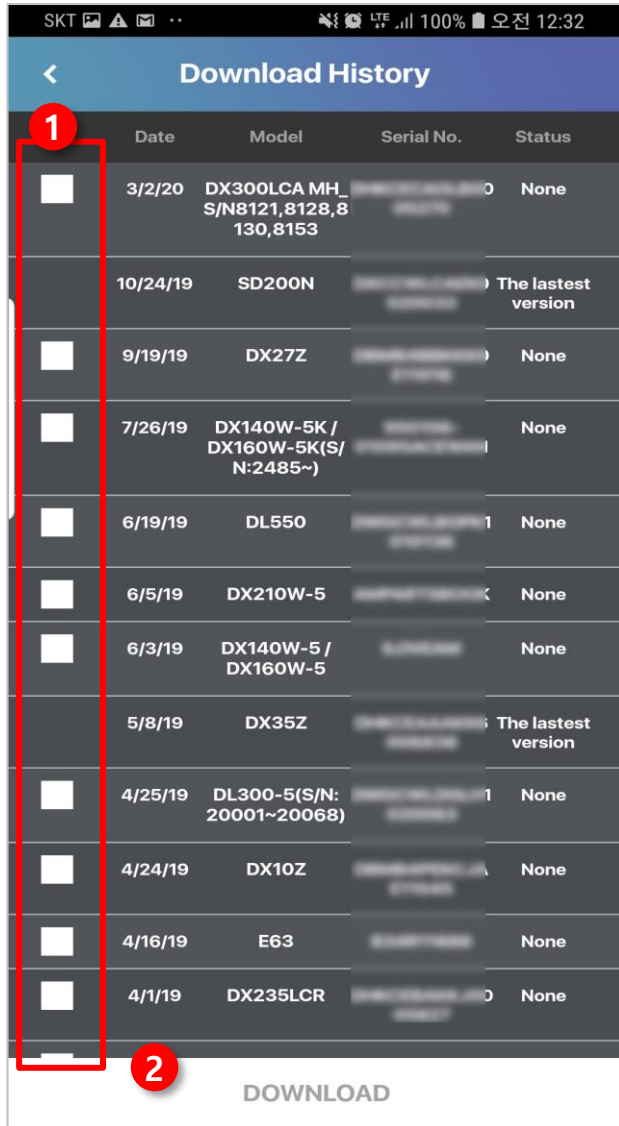 SKT 100% 오전 12:32
Download History
1
Date Model Serial No. Status
3/2/20 DX300LCA MH_ None
S/N8121,8128,8
130,8153
10/24/19 SD200N The lastest
version
9/19/19 DX27Z None
7/26/19 DX140W-5K / None
DX160W-5K(S/
N:2485~)
6/19/19 DL550 None
6/5/19 DX210W-5 None
6/3/19 DX140W-5 / None
DX160W-5
5/8/19 DX35Z The lastest
version
4/25/19 DL300-5(S/N: None
20001~20068)
4/24/19 DX10Z None
4/16/19 E63 None
4/1/19 DX235LCR None
2
DOWNLOAD